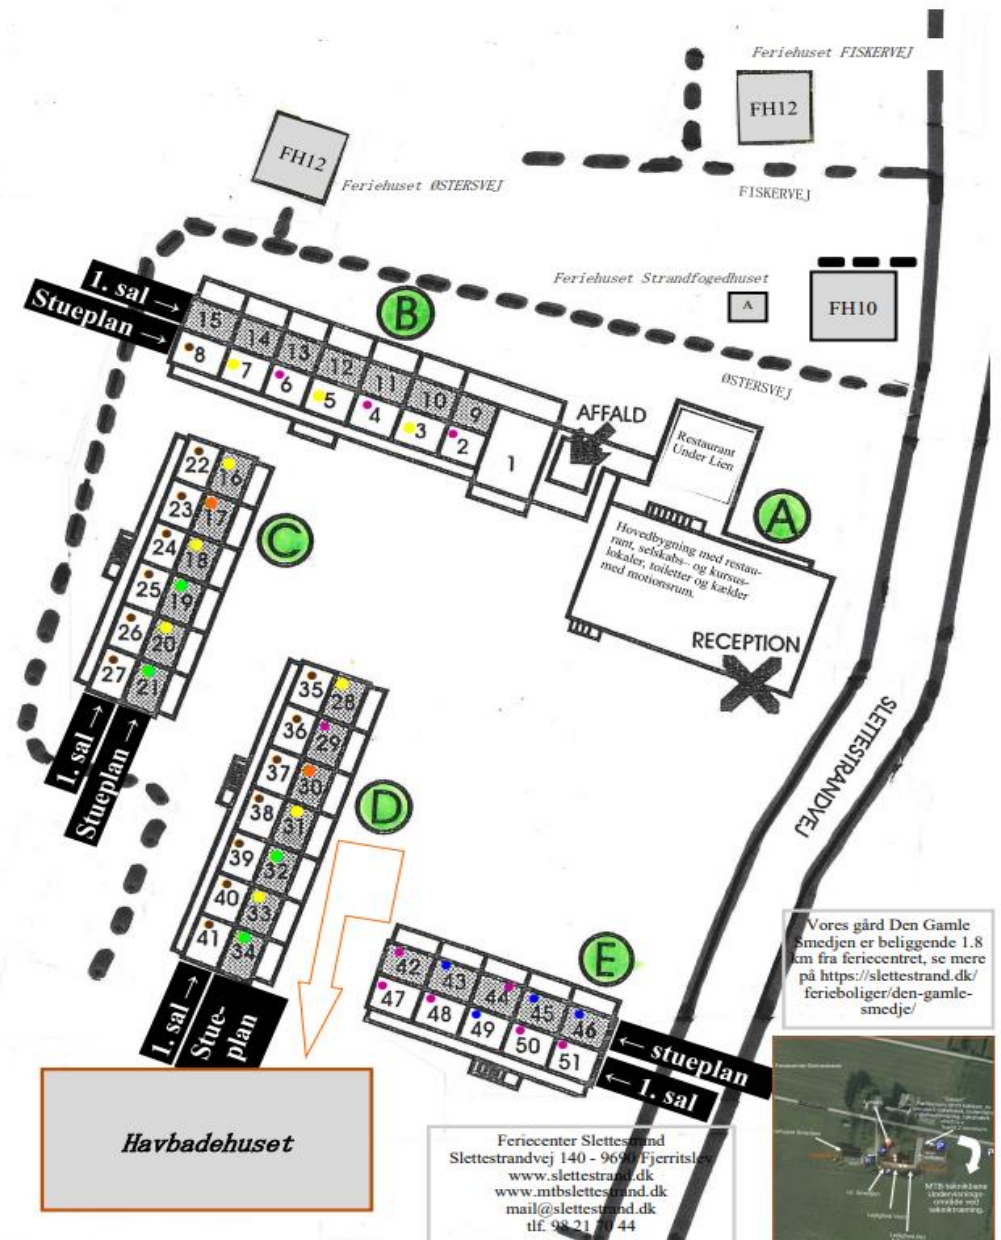 Feriehuset FISKERVEJ
FH12
FISKERVEJ
FH12
Feriehuset ØSTERSVEJ
Feriehuset Strandfogedhuset
A
FH10
ØSTERSVEJ
1. sal →
Stueplan →
B
15 14 13 12 11 10 9
8 7 6 5 4 3 2
1
AFFALD
Restaurant
Under Lien
A
Hovedbygning med restau-
rant, selskabs- og kursus-
lokaler, toiletter og kælder
med motionsrum.
RECEPTION
C
22 16
23 17
24 18
25 19
26 20
27 21
1. sal →
Stueplan →
SLETTESTRANDVEJ
D
35 28
36 29
37 30
38 31
39 32
40 33
41 34
1. sal →
Stue-
plan
E
42 43 44 45 46
47 48 49 50 51
← stueplan
← 1. sal
Vores gård Den Gamle
Smedjen er beliggende 1.8
km fra feriecentret, se mere
på https://slettestrand.dk/
ferieboliger/den-gamle-
smedje/
Havbadehuset
Feriecenter Slettestrand
Slettestrandvej 140 - 9690 Fjerritslev
www.slettestrand.dk
www.mtbslettestrand.dk
mail@slettestrand.dk
tlf. 98 21 70 44
MTB teknikbane
Undervisnings-
område ved
tekniktræning.